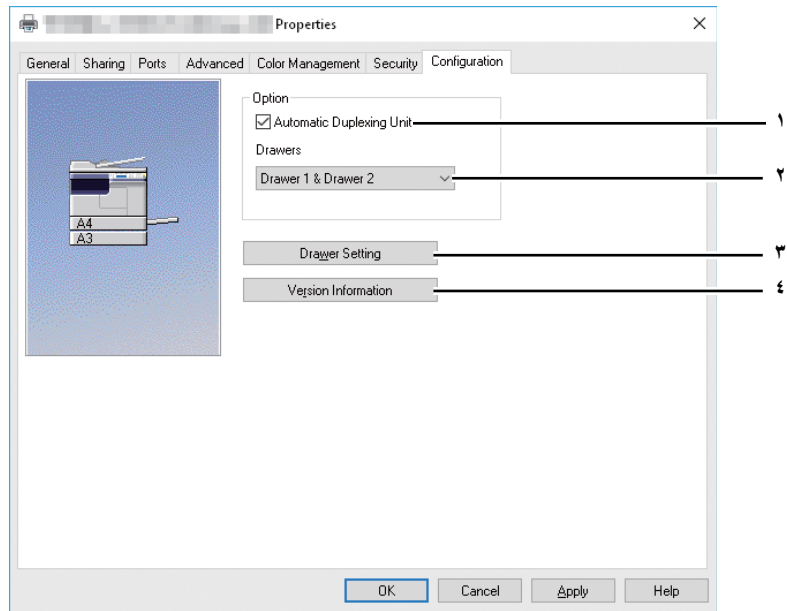 Properties
General Sharing Ports Advanced Color Management Security Configuration
Option
Automatic Duplexing Unit
١
Drawers
Drawer 1 & Drawer 2
٢
A4
A3
Drawer Setting
٣
Version Information
٤
OK Cancel Apply Help